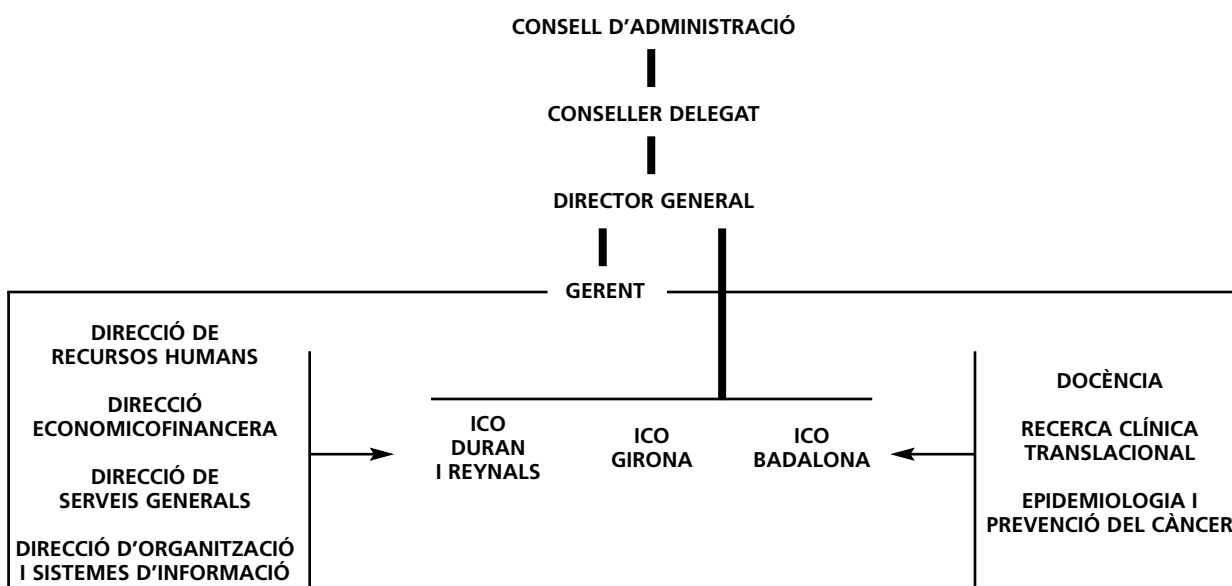 CONSELL D’ADMINISTRACIÓ
CONSELLER DELEGAT
DIRECTOR GENERAL
GERENT
DIRECCIÓ DE
RECURSOS HUMANS
DIRECCIÓ
ECONOMICOFINANCERA
DIRECCIÓ DE
SERVEIS GENERALS
DIRECCIÓ D’ORGANITZACIÓ
I SISTEMES D’INFORMACIÓ
ICO
DURAN
I REYNALS
ICO
GIRONA
ICO
BADALONA
DOCÈNCIA
RECERCA CLÍNICA
TRANSLACIONAL
EPIDEMIOLOGIA I
PREVENCIÓ DEL CÀNCER